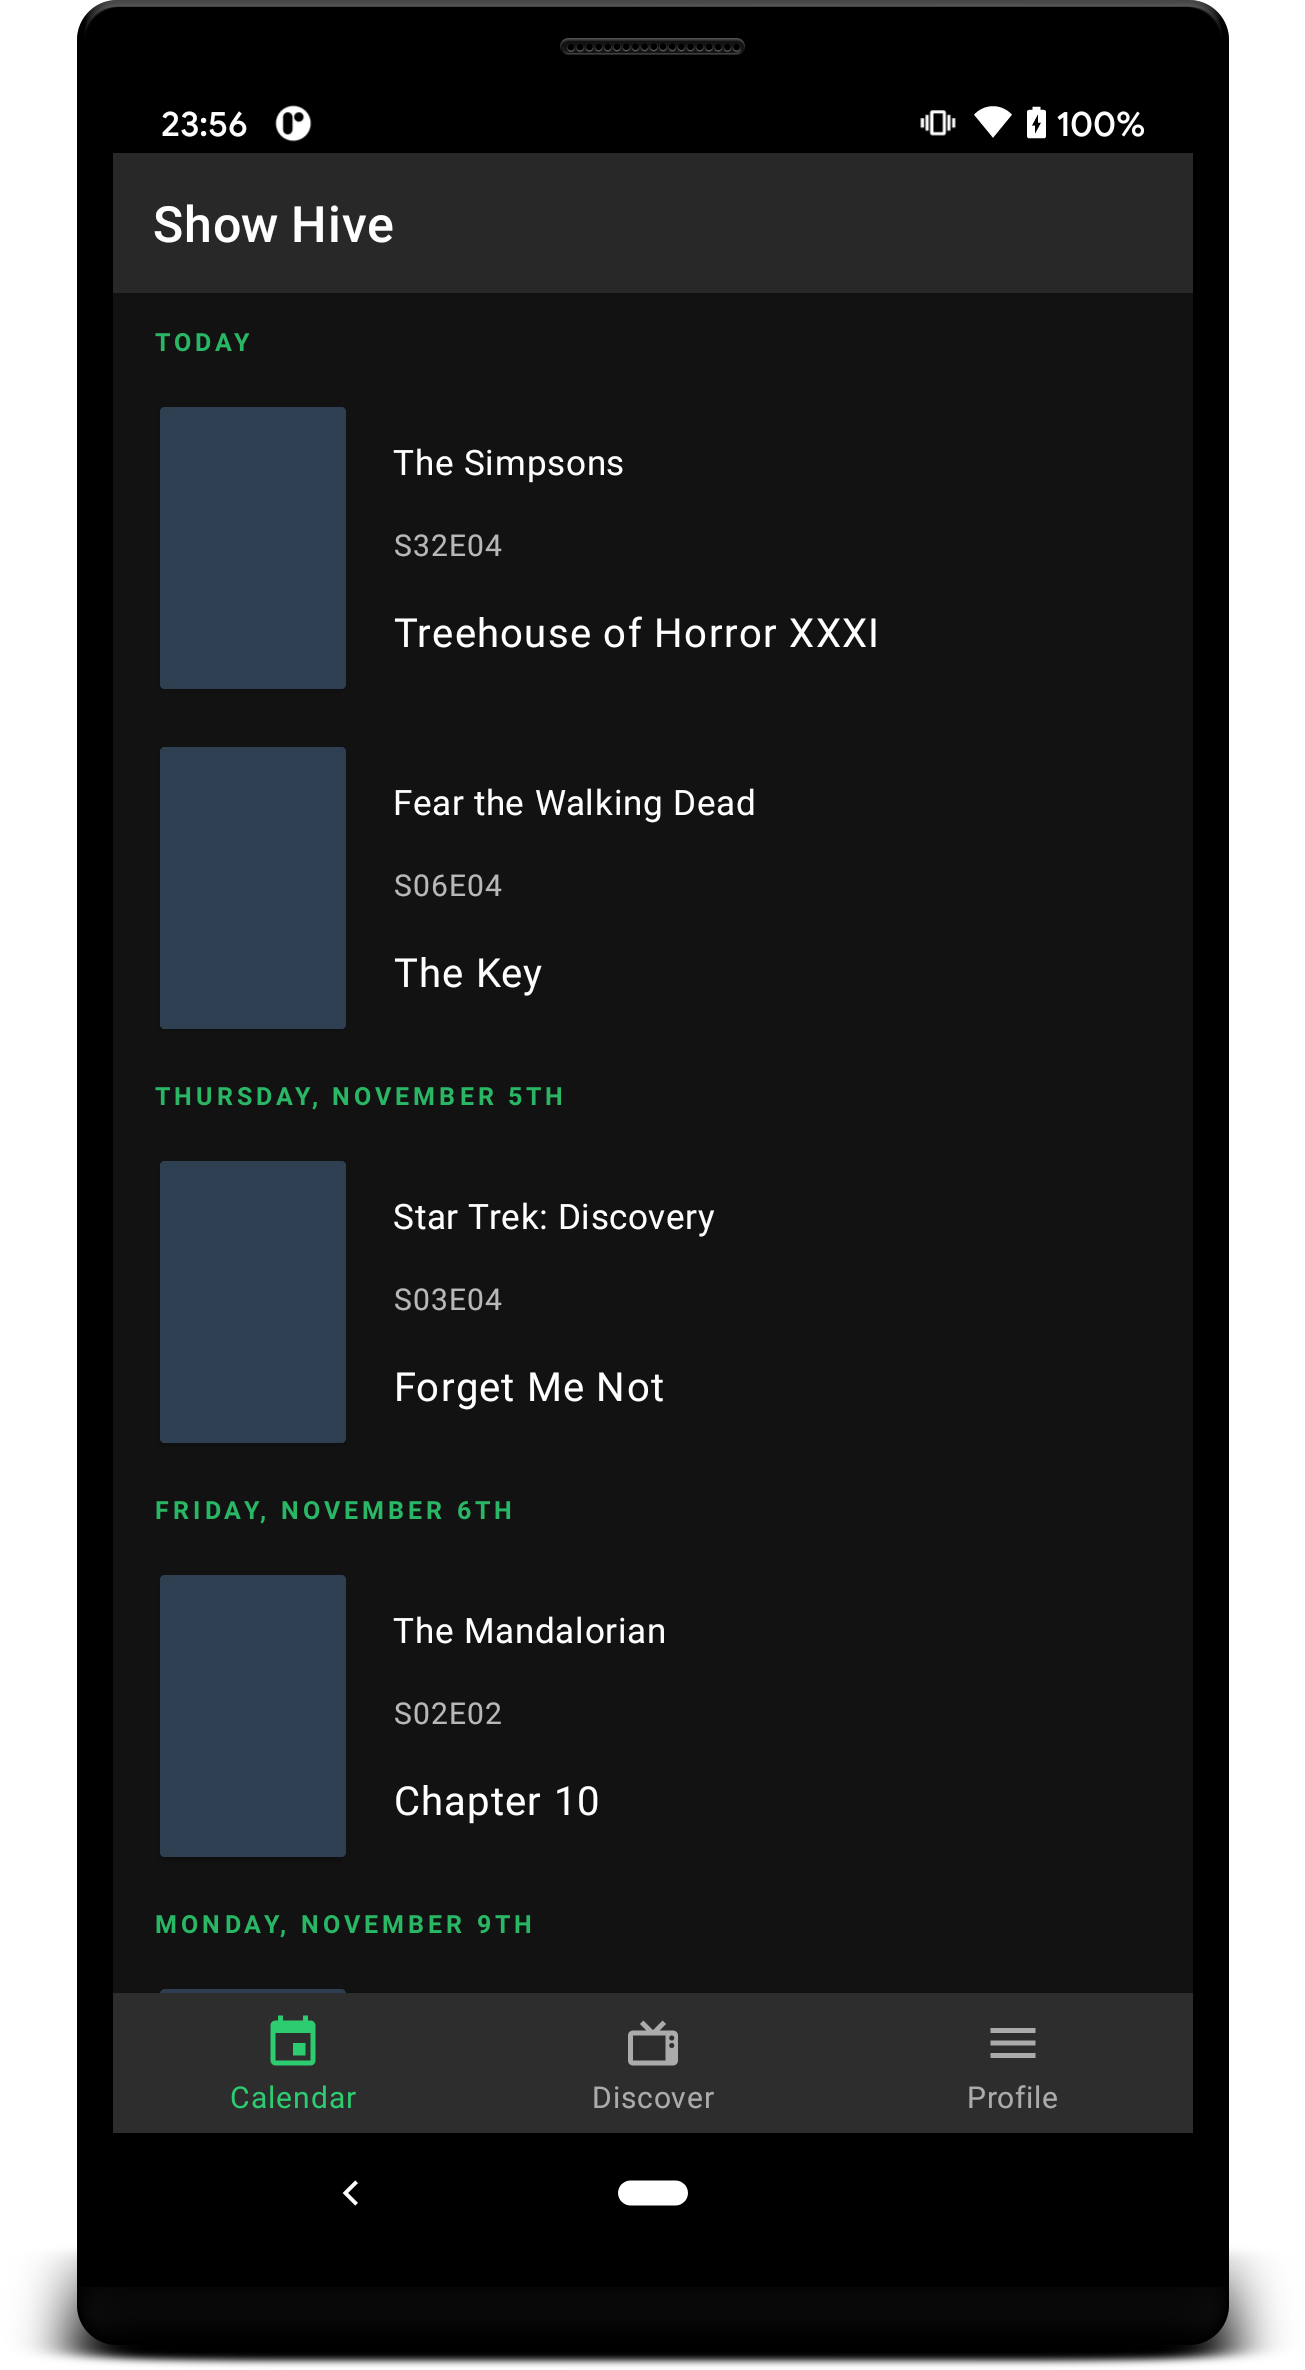 23:56
100%
Show Hive
TODAY
The Simpsons
S32E04
Treehouse of Horror XXXI
Fear the Walking Dead
S06E04
The Key
THURSDAY, NOVEMBER 5TH
Star Trek: Discovery
S03E04
Forget Me Not
FRIDAY, NOVEMBER 6TH
The Mandalorian
S02E02
Chapter 10
MONDAY, NOVEMBER 9TH
Calendar
Discover
Profile